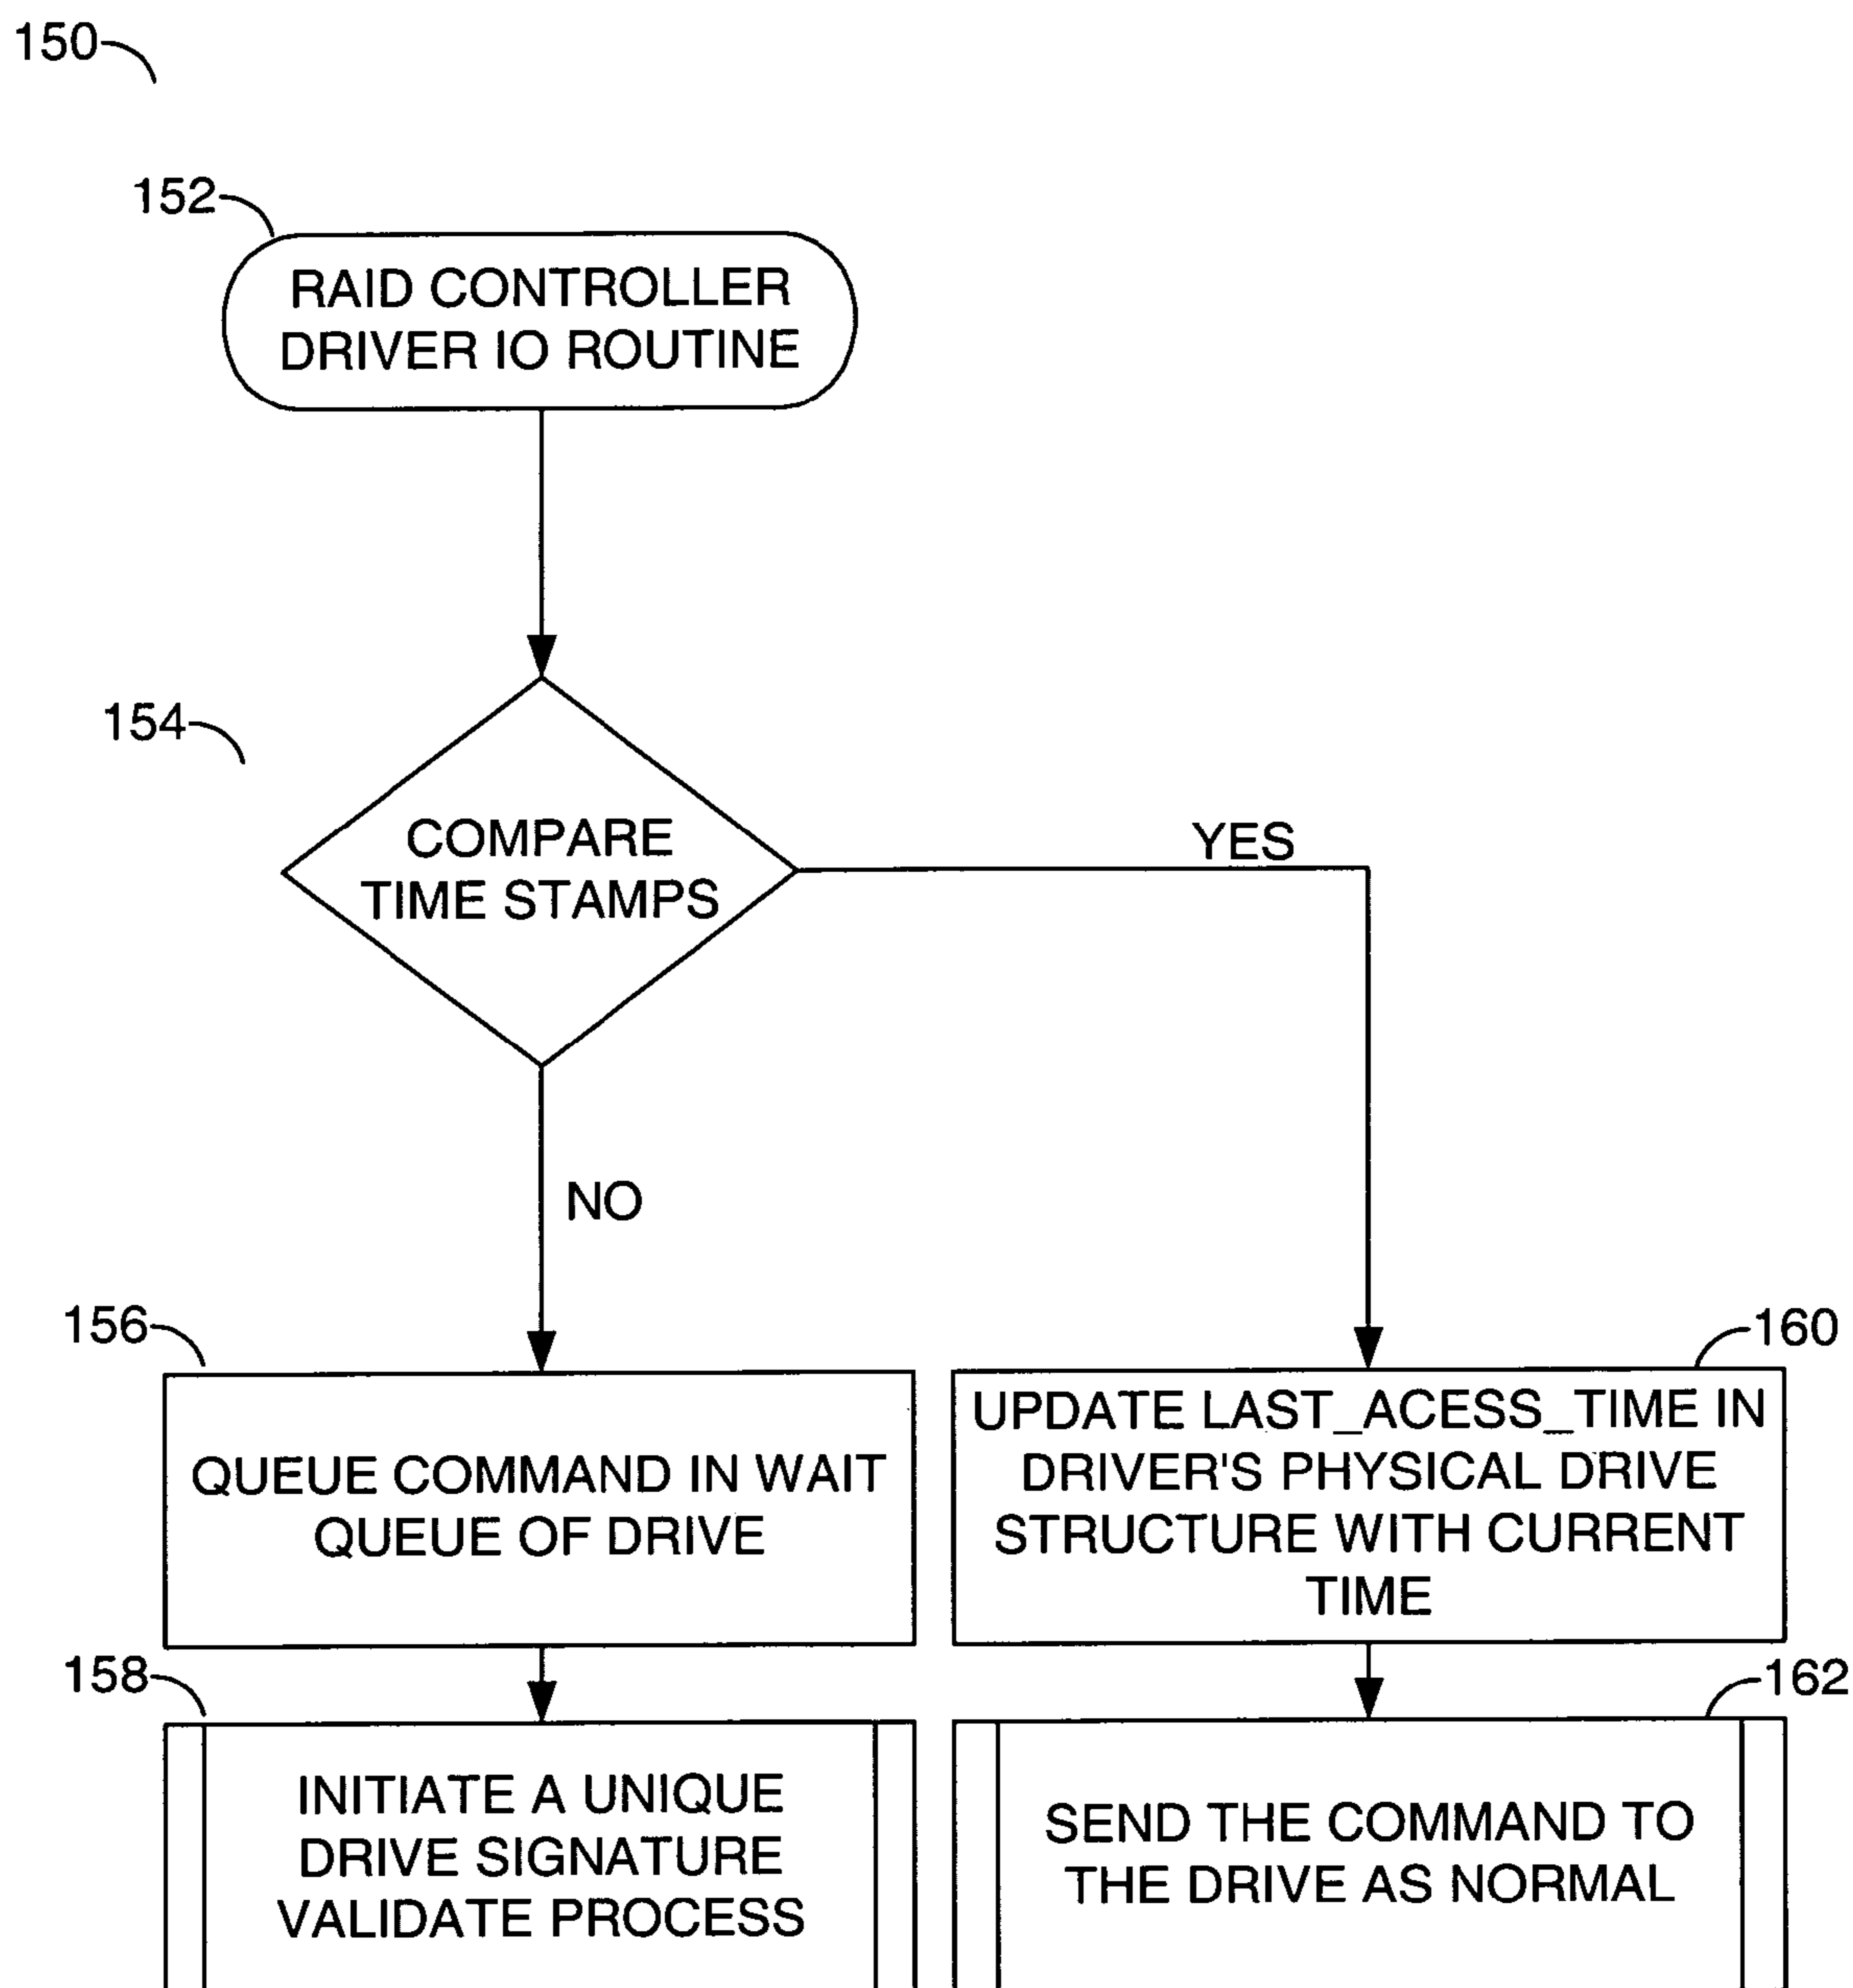 150
152
RAID CONTROLLER
DRIVER IO ROUTINE
154
COMPARE
TIME STAMPS
YES
NO
156
QUEUE COMMAND IN WAIT
QUEUE OF DRIVE
160
UPDATE LAST_ACESS_TIME IN
DRIVER'S PHYSICAL DRIVE
STRUCTURE WITH CURRENT
TIME
158
INITIATE A UNIQUE
DRIVE SIGNATURE
VALIDATE PROCESS
162
SEND THE COMMAND TO
THE DRIVE AS NORMAL